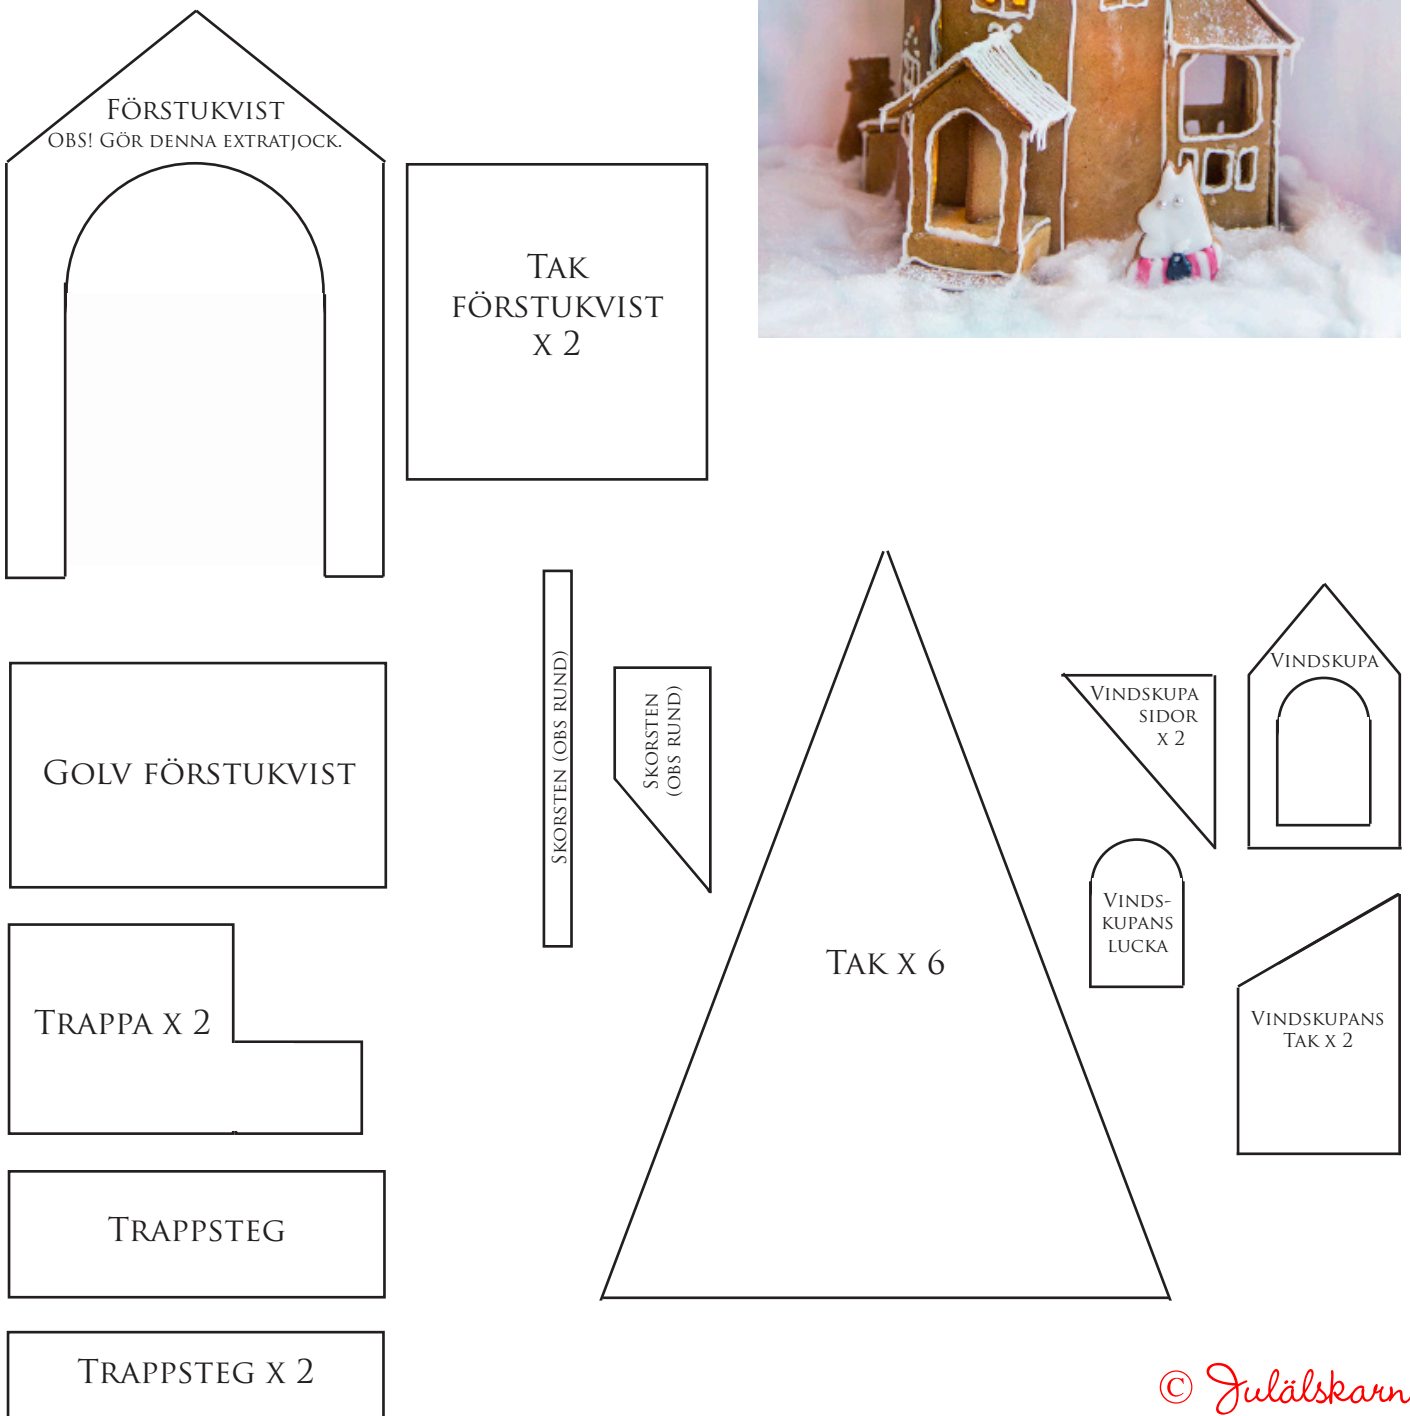 Förstukvist
OBS! Gör denna extratjock.
Tak
förstukvist
x 2
Golv förstukvist
Trappa x 2
Trappsteg
Trappsteg x 2
Skorsten (obs rund)
Skorsten
(obs rund)
Tak x 6
Vindskupa
sidor
x 2
Vindskupa
Vinds-
kupans
lucka
Vindskupans
Tak x 2
© Julälskarn